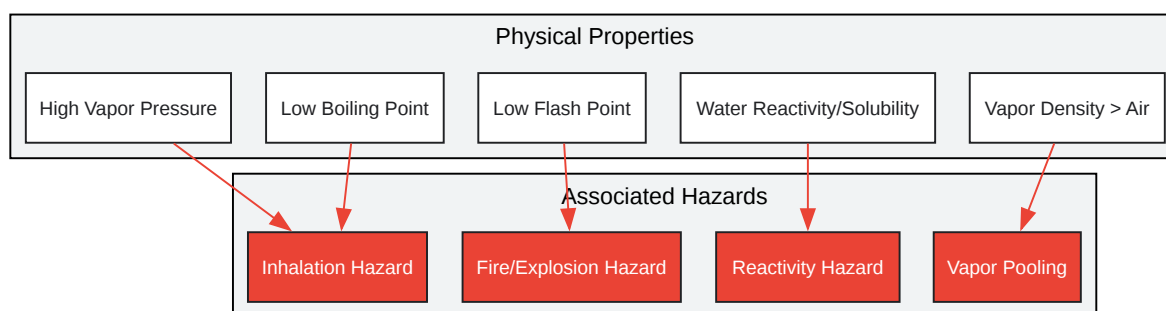 Physical Properties
High Vapor Pressure
Low Boiling Point
Low Flash Point
Water Reactivity/Solubility
Vapor Density > Air
Associated Hazards
Inhalation Hazard
Fire/Explosion Hazard
Reactivity Hazard
Vapor Pooling